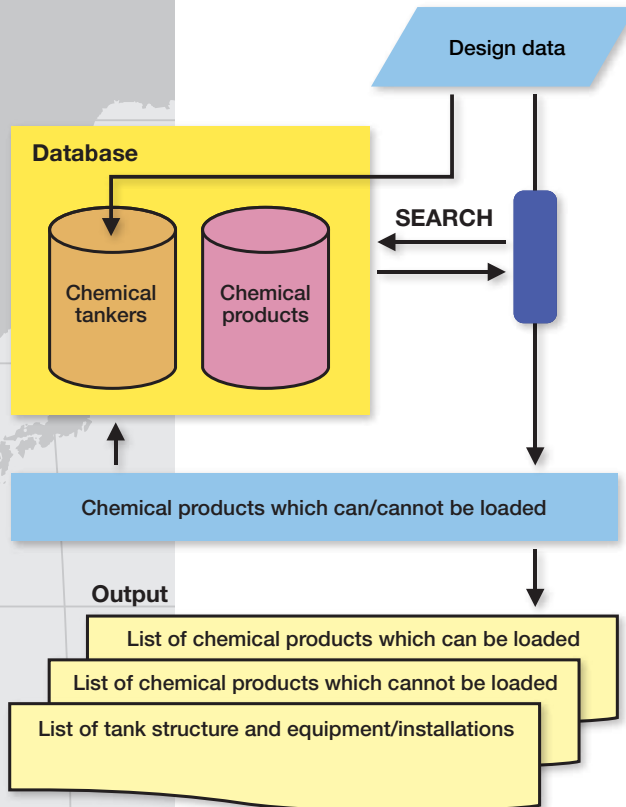 Design data
Database
SEARCH
Chemical
tankers
Chemical
products
Chemical products which can/cannot be loaded
Output
List of chemical products which can be loaded
List of chemical products which cannot be loaded
List of tank structure and equipment/installations